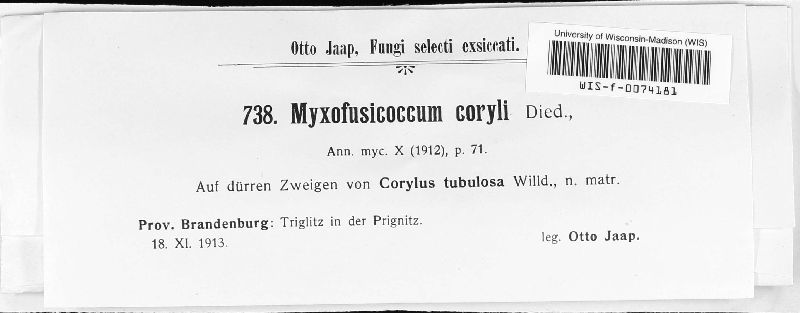 Otto Jaap, Fungi selecti exsiccati.
University of Wisconsin-Madison (WIS)
WIS-f-0074181
738. Myxofusicoccum coryli Died.,
Ann. myc. X (1912), p. 71.
Auf dürren Zweigen von Corylus tubulosa Willd., n. matr.
Prov. Brandenburg: Triglitz in der Prignitz.
18. XI. 1913.
leg. Otto Jaap.